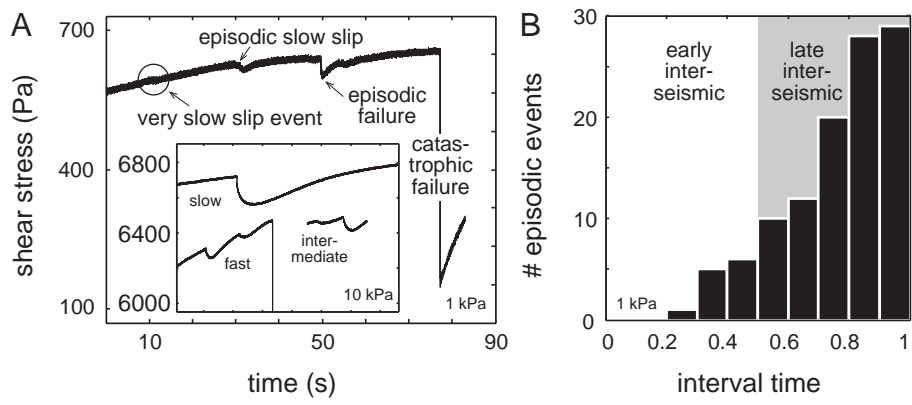 A
700
400
100
shear stress (Pa)
episodic slow slip
very slow slip event
episodic
failure
catas-
trophic
failure
6800
6400
6000
slow
fast
inter-
mediate
10 kPa
1 kPa
10
50
90
time (s)
B
30
20
10
0
# episodic events
early
inter-
seismic
late
inter-
seismic
1 kPa
0
0.2
0.4
0.6
0.8
1
interval time